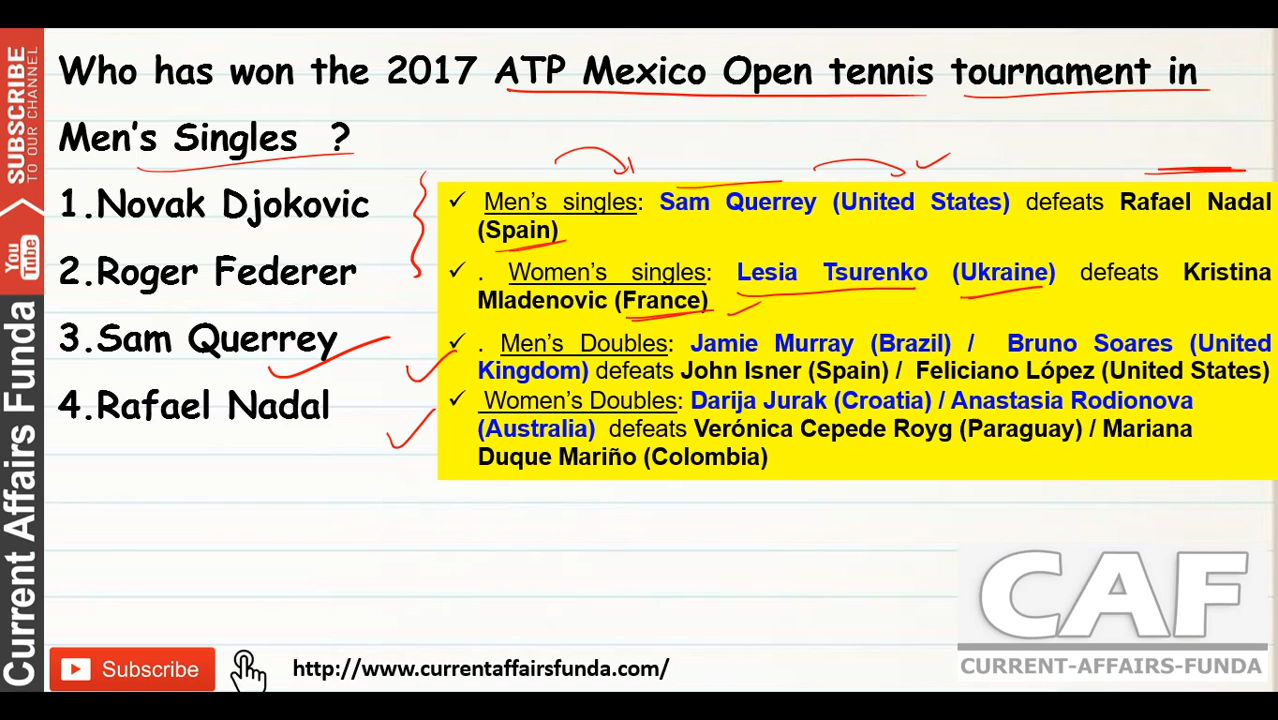 Who has won the 2017 ATP Mexico Open tennis tournament in
Men's Singles ?
1.Novak Djokovic
2.Roger Federer
3.Sam Querrey
4.Rafael Nadal
✓ Men's singles: Sam Querrey (United States) defeats Rafael Nadal
(Spain)
✓ . Women's singles: Lesia Tsurenko (Ukraine) defeats Kristina
Mladenovic (France)
✓ . Men's Doubles: Jamie Murray (Brazil) / Bruno Soares (United
Kingdom) defeats John Isner (Spain) / Feliciano López (United States)
✓ Women's Doubles: Darija Jurak (Croatia) / Anastasia Rodionova
(Australia) defeats Verónica Cepede Royg (Paraguay) / Mariana
Duque Mariño (Colombia)
SUBSCRIBE
TO OUR CHANNEL
You
Tube
Current Affairs Funda
CAF
CURRENT-AFFAIRS-FUNDA
Subscribe
http://www.currentaffairsfunda.com/